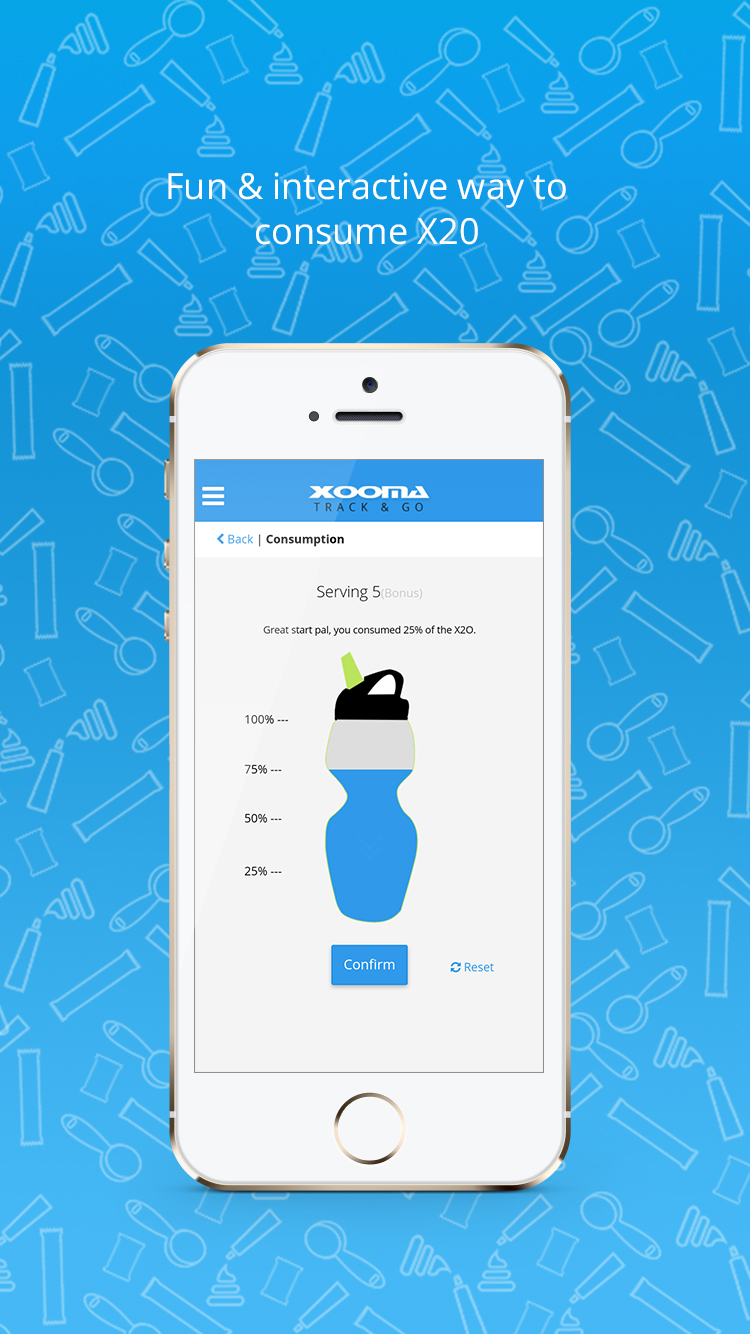 Fun & interactive way to
consume X20
XOOMA
TRACK & GO
Back | Consumption
Serving 5(Bonus)
Great start pal, you consumed 25% of the X2O.
100% ---
75% ---
50% ---
25% ---
Confirm
Reset